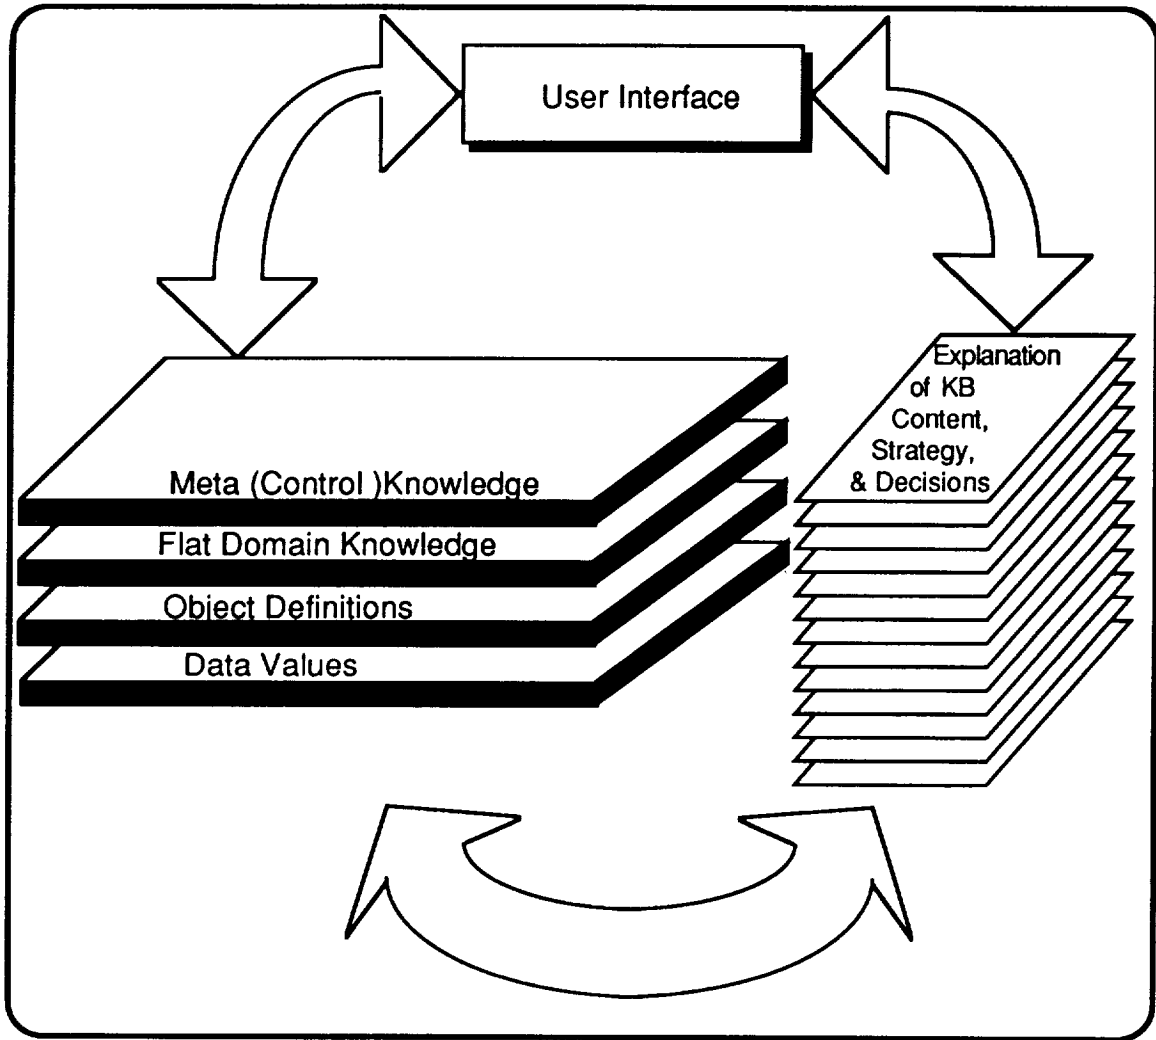 User Interface
Explanation
of KB
Content,
Strategy,
& Decisions
Meta (Control )Knowledge
Flat Domain Knowledge
Object Definitions
Data Values